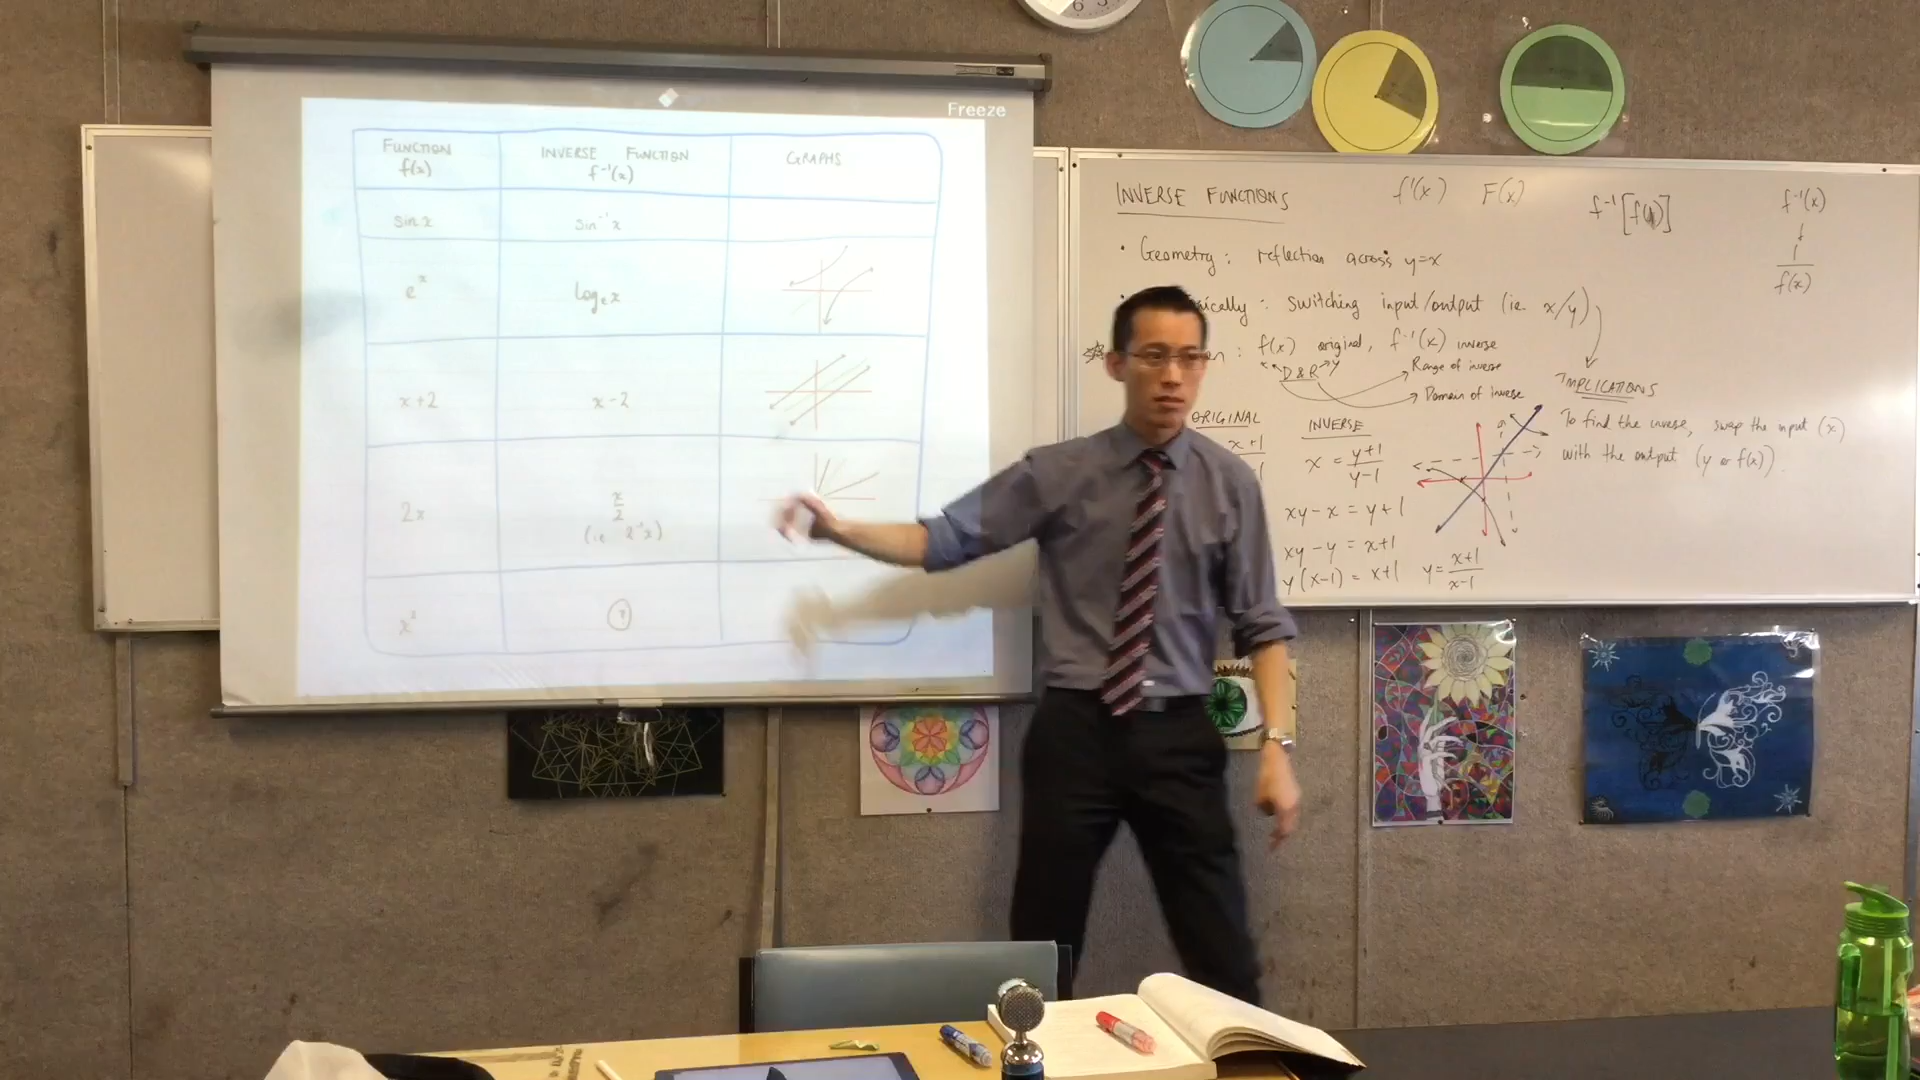 Freeze
FUNCTION
f(x)
INVERSE FUNCTION
f⁻¹(x)
GRAPHS
sin x
sin⁻¹ x
eˣ
logₑ x
x+2
x-2
2x
x/2
(ie 2⁻¹x)
x²
?
INVERSE FUNCTIONS
f'(x) F(x)
f⁻¹[f(x)]
f⁻¹(x)
↓
1/f(x)
• Geometry: reflection across y=x
switching input/output (ie. x/y)
: f(x) original, f⁻¹(x) inverse
x D & R y
Range of inverse
Domain of inverse
IMPLICATIONS
To find the inverse, swap the input (x)
with the output (y or f(x)).
ORIGINAL
x+1
INVERSE
x = (y+1)/(y-1)
xy-x = y+1
xy-y = x+1
y(x-1) = x+1
y = (x+1)/(x-1)